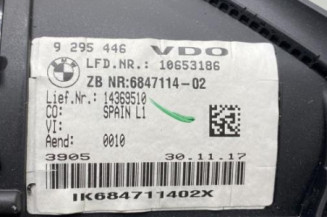 9 295 446 VDO
LFD.NR.: 10653186
ZB NR:6847114-02
Lief.Nr.: 14369510
CO: SPAIN L1
VI:
Aend: 0010
3905 30.11.17
IK684711402X